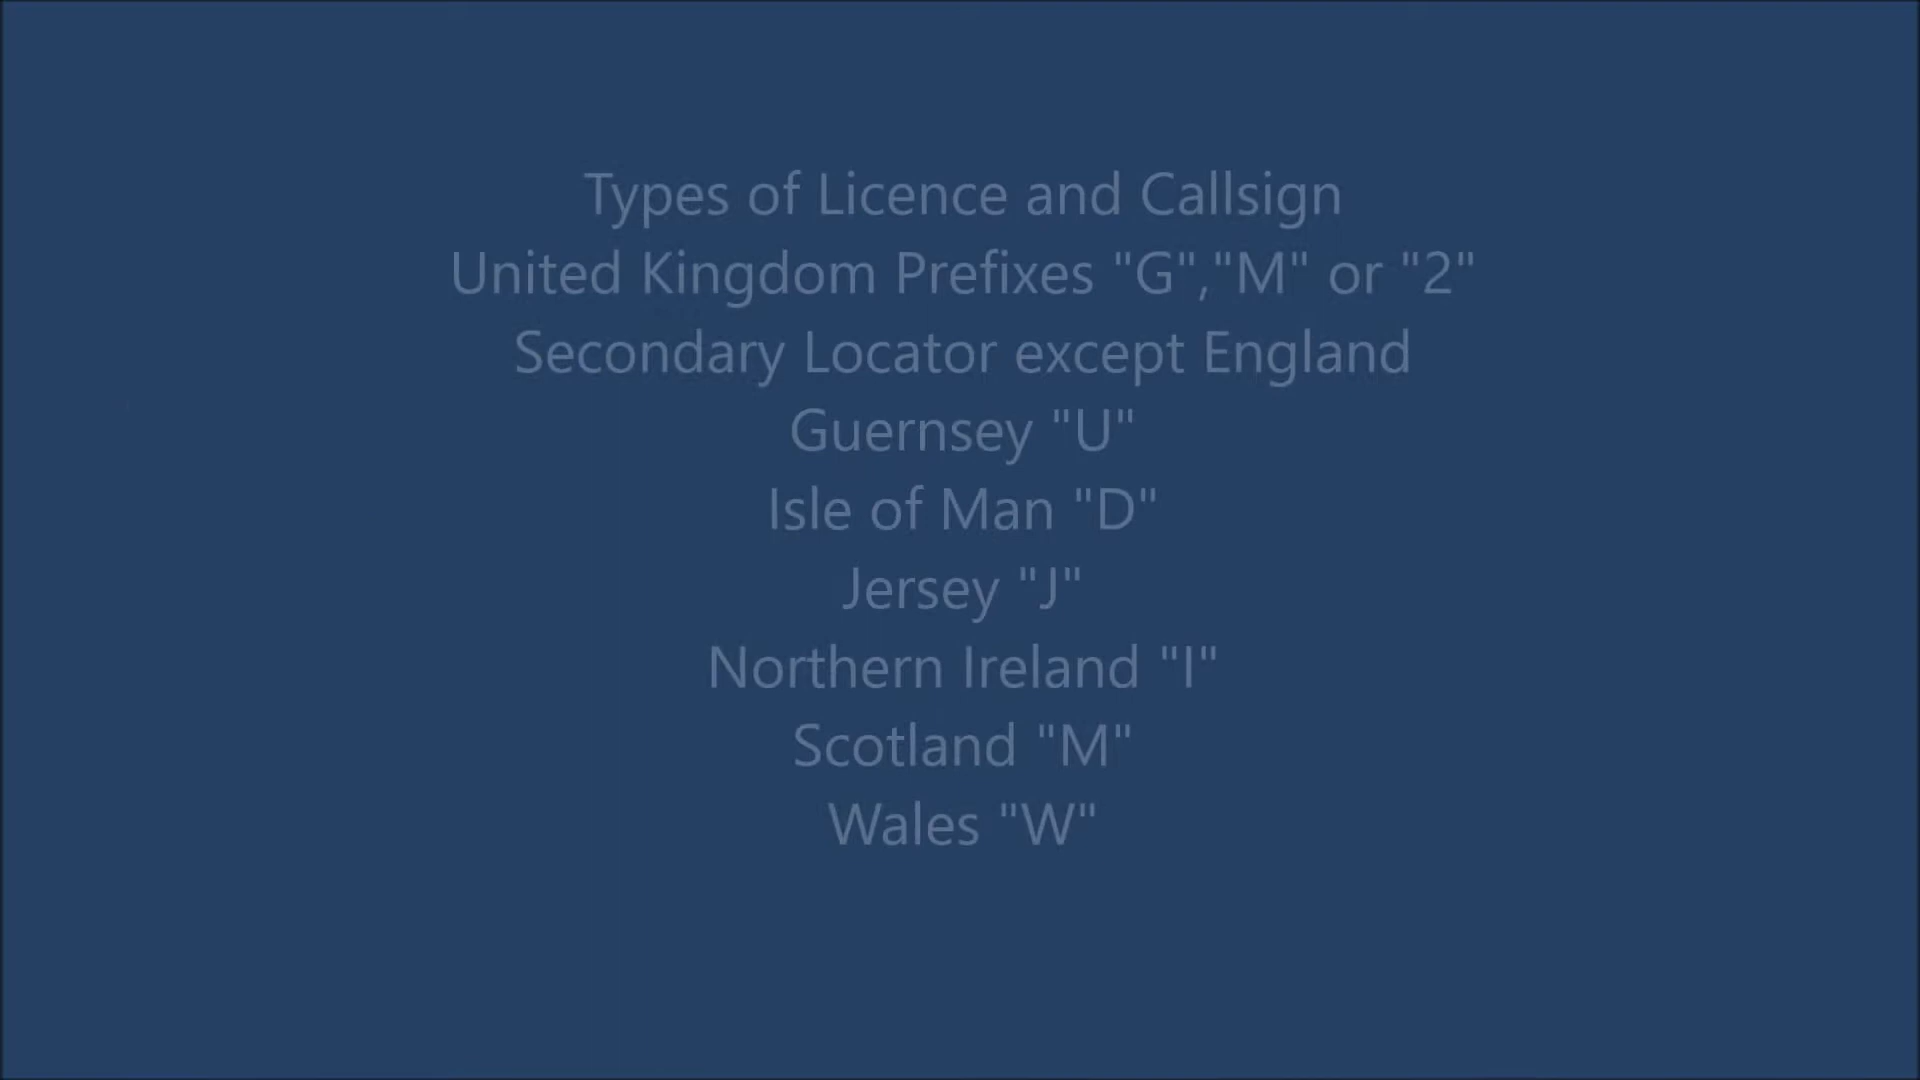 Types of Licence and Callsign
United Kingdom Prefixes "G","M" or "2"
Secondary Locator except England
Guernsey "U"
Isle of Man "D"
Jersey "J"
Northern Ireland "I"
Scotland "M"
Wales "W"